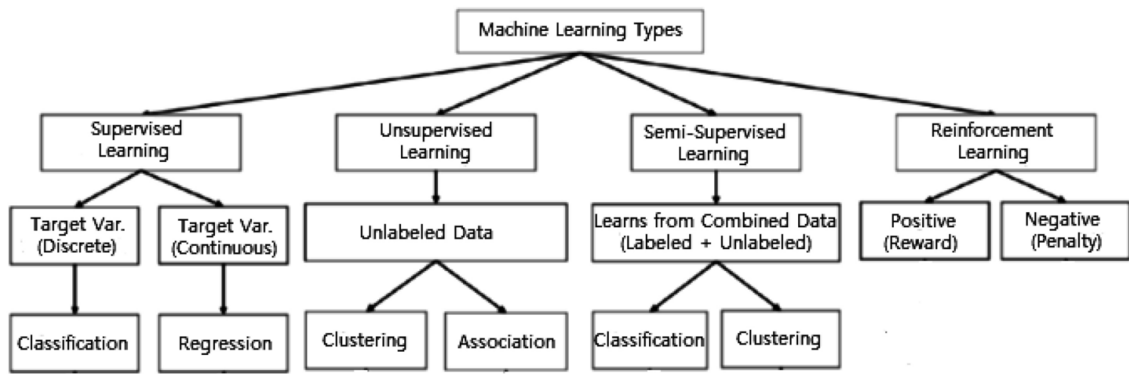 Machine Learning Types
Supervised
Learning
Unsupervised
Learning
Semi-Supervised
Learning
Reinforcement
Learning
Target Var.
(Discrete)
Target Var.
(Continuous)
Unlabeled Data
Learns from Combined Data
(Labeled + Unlabeled)
Positive
(Reward)
Negative
(Penalty)
Classification
Regression
Clustering
Association
Classification
Clustering